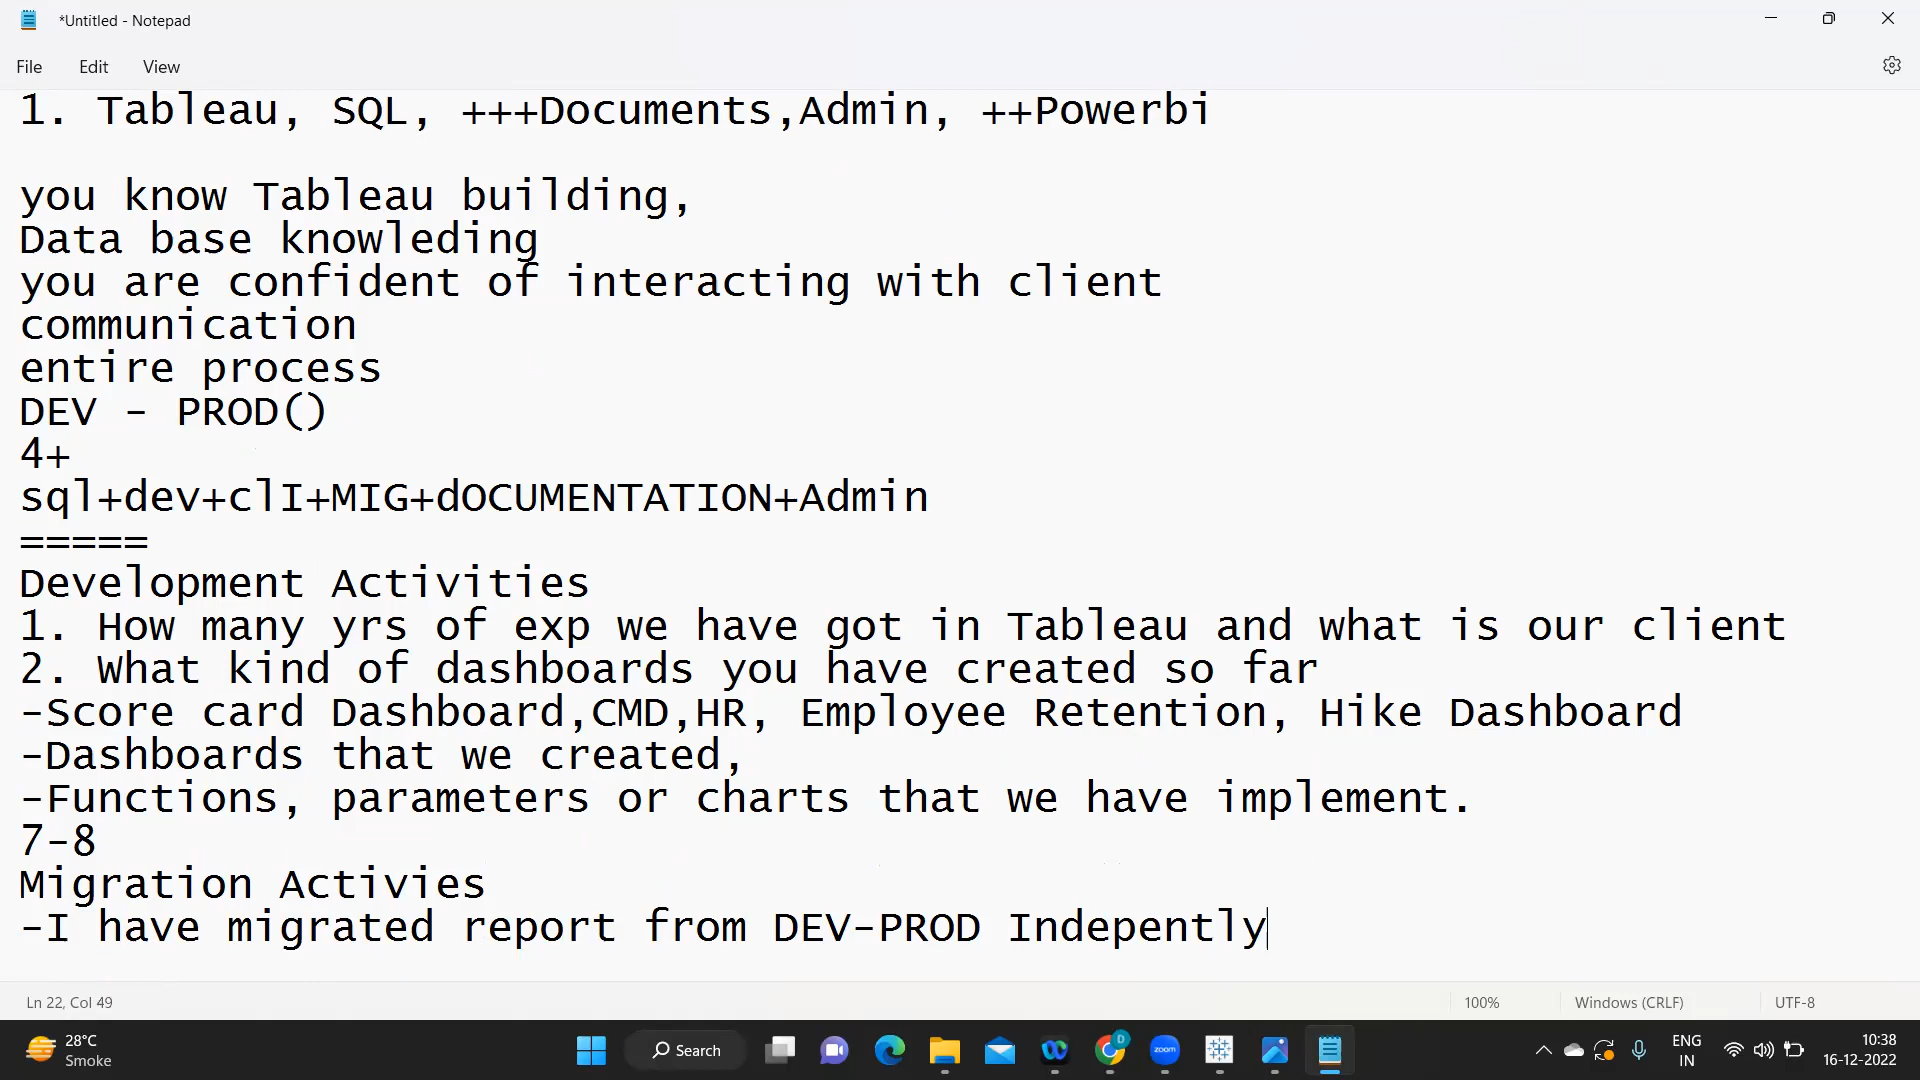 *Untitled - Notepad
File Edit View
1. Tableau, SQL, +++Documents,Admin, ++Powerbi
you know Tableau building,
Data base knowleding
you are confident of interacting with client
communication
entire process
DEV - PROD()
4+
sql+dev+clI+MIG+dOCUMENTATION+Admin
=====
Development Activities
1. How many yrs of exp we have got in Tableau and what is our client
2. What kind of dashboards you have created so far
-Score card Dashboard,CMD,HR, Employee Retention, Hike Dashboard
-Dashboards that we created,
-Functions, parameters or charts that we have implement.
7-8
Migration Activies
-I have migrated report from DEV-PROD Indepently
Ln 22, Col 49 100% Windows (CRLF) UTF-8
28°C
Smoke
Search
D
zoom
ENG
IN
10:38
16-12-2022